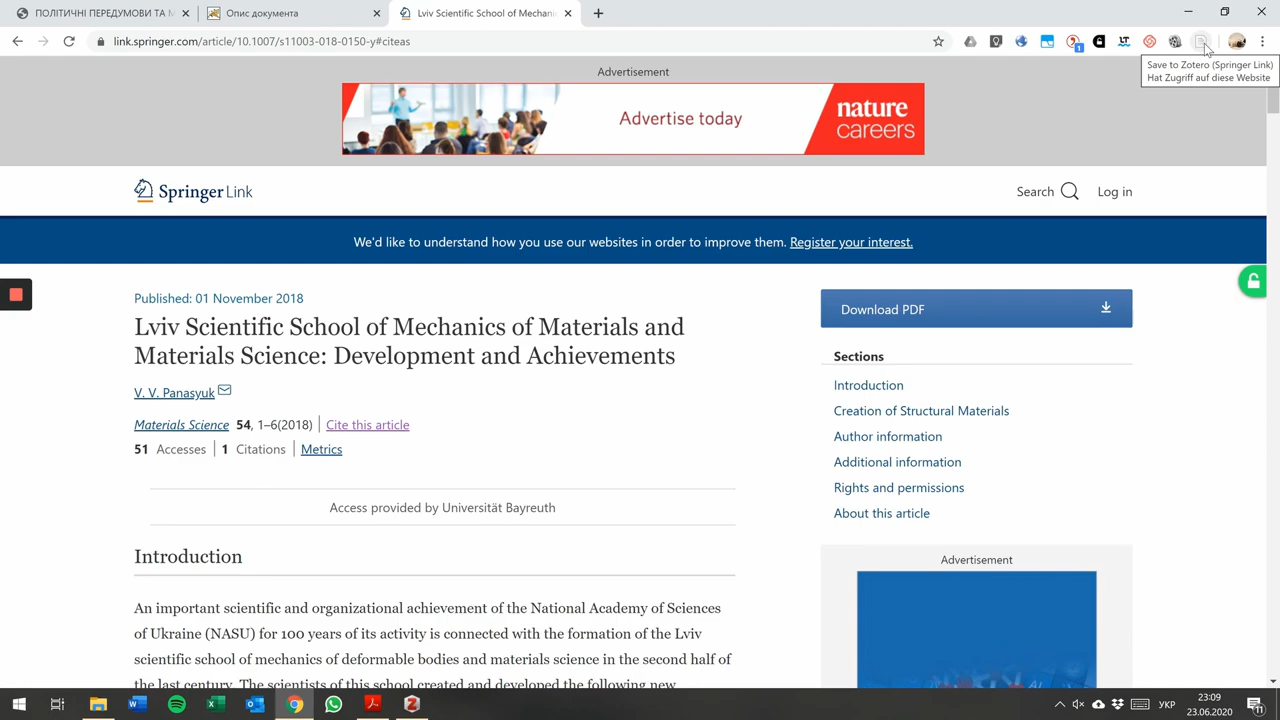 ПОЛІТИЧНІ ПЕРЕДУМОВИ ТА М
Опис документа
Lviv Scientific School of Mechani
link.springer.com/article/10.1007/s11003-018-0150-y#citeas
1
Save to Zotero (Springer Link)
Hat Zugriff auf diese Website
Advertisement
Advertise today
nature
careers
Springer Link
Search
Log in
We'd like to understand how you use our websites in order to improve them. Register your interest.
Published: 01 November 2018
Lviv Scientific School of Mechanics of Materials and
Materials Science: Development and Achievements
V. V. Panasyuk
Materials Science 54, 1–6(2018) | Cite this article
51 Accesses | 1 Citations | Metrics
Access provided by Universität Bayreuth
Introduction
An important scientific and organizational achievement of the National Academy of Sciences
of Ukraine (NASU) for 100 years of its activity is connected with the formation of the Lviv
scientific school of mechanics of deformable bodies and materials science in the second half of
the last century. The scientists of this school created and developed the following new
Download PDF
Sections
Introduction
Creation of Structural Materials
Author information
Additional information
Rights and permissions
About this article
Advertisement
УКР
23:09
23.06.2020
11